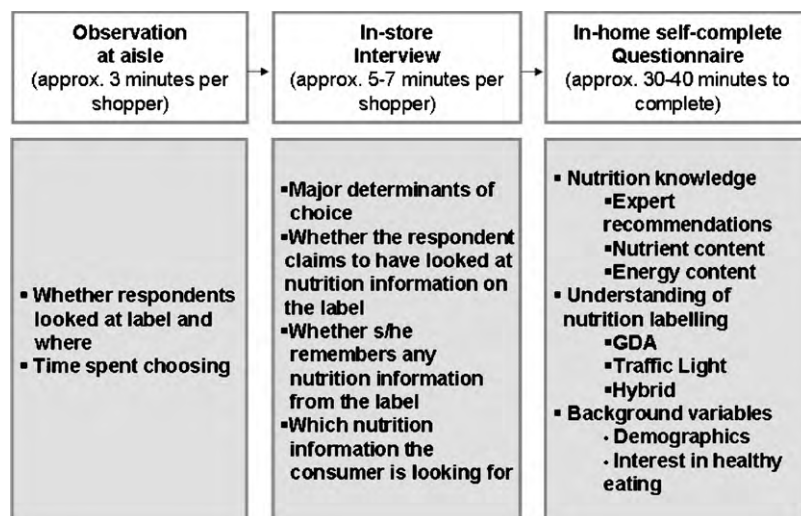 Observation
at aisle
(approx. 3 minutes per
shopper)
In-store
Interview
(approx. 5-7 minutes per
shopper)
In-home self-complete
Questionnaire
(approx. 30-40 minutes to
complete)
▪ Whether respondents
looked at label and
where
▪ Time spent choosing
▪Major determinants of
choice
▪Whether the respondent
claims to have looked at
nutrition information on
the label
▪Whether s/he
remembers any
nutrition information
from the label
▪Which nutrition
information the
consumer is looking for
▪ Nutrition knowledge
▪Expert
recommendations
▪Nutrient content
▪Energy content
▪ Understanding of
nutrition labelling
▪GDA
▪Traffic Light
▪Hybrid
▪ Background variables
· Demographics
· Interest in healthy
eating